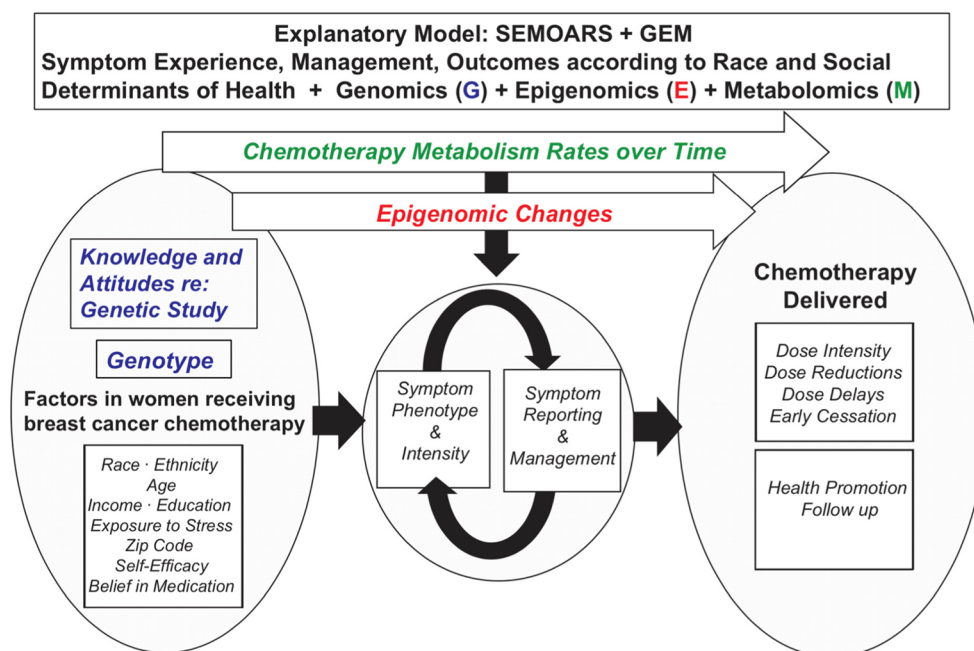 Explanatory Model: SEMOARS + GEM
Symptom Experience, Management, Outcomes according to Race and Social
Determinants of Health + Genomics (G) + Epigenomics (E) + Metabolomics (M)
Chemotherapy Metabolism Rates over Time
Epigenomic Changes
Knowledge and
Attitudes re:
Genetic Study
Genotype
Factors in women receiving
breast cancer chemotherapy
Race · Ethnicity
Age
Income · Education
Exposure to Stress
Zip Code
Self-Efficacy
Belief in Medication
Symptom
Phenotype
&
Intensity
Symptom
Reporting
&
Management
Chemotherapy
Delivered
Dose Intensity
Dose Reductions
Dose Delays
Early Cessation
Health Promotion
Follow up